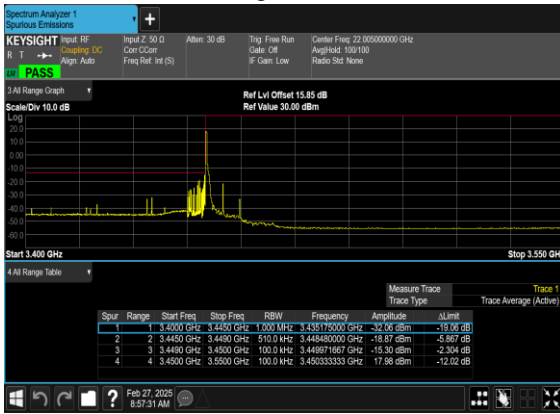 Spectrum Analyzer 1
Spurious Emissions
+
KEYSIGHT Input: RF Input Z: 50 Ω Atten: 30 dB Trig: Free Run Center Freq: 22.005000000 GHz
R T Coupling: DC Corr CCorr Gate: Off Avg|Hold: 100/100
Align: Auto Freq Ref: Int (S) IF Gain: Low Radio Std: None
PASS
3 All Range Graph
Ref Lvl Offset 15.85 dB
Scale/Div 10.0 dB Ref Value 30.00 dBm
Log
20.0
10.0
0.00
-10.0
-20.0
-30.0
-40.0
-50.0
-60.0
Start 3.400 GHz Stop 3.550 GH
4 All Range Table
Measure Trace Trace 1
Trace Type Trace Average (Active)
Spur Range Start Freq Stop Freq RBW Frequency Amplitude ΔLimit
1 1 3.4000 GHz 3.4450 GHz 1.000 MHz 3.435175000 GHz -32.06 dBm -19.06 dB
2 2 3.4450 GHz 3.4490 GHz 510.0 kHz 3.448480000 GHz -18.87 dBm -5.867 dB
3 3 3.4490 GHz 3.4500 GHz 100.0 kHz 3.449971667 GHz -15.30 dBm -2.304 dB
4 4 3.4500 GHz 3.5500 GHz 100.0 kHz 3.450333333 GHz 17.98 dBm -12.02 dB
? Feb 27, 2025
8:57:31 AM